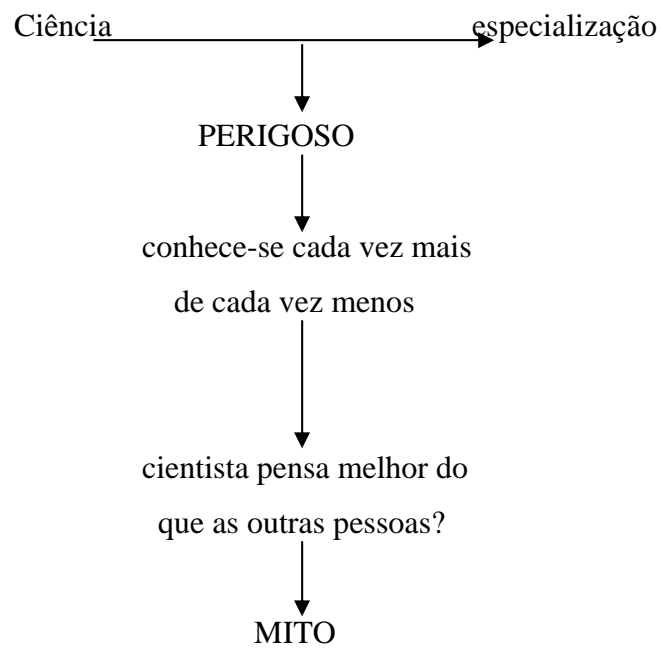 Ciência especialização
PERIGOSO
conhece-se cada vez mais
de cada vez menos
cientista pensa melhor do
que as outras pessoas?
MITO